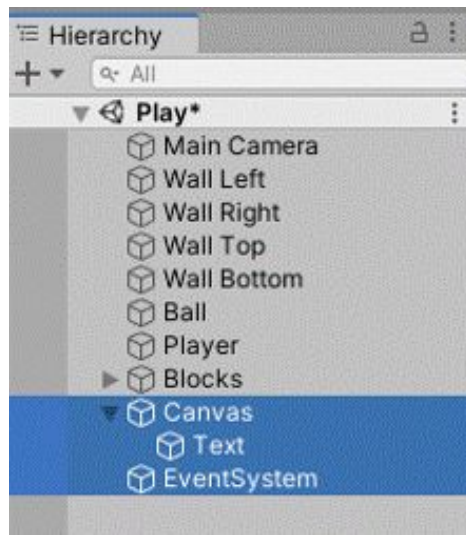 Hierarchy
All
Play*
Main Camera
Wall Left
Wall Right
Wall Top
Wall Bottom
Ball
Player
Blocks
Canvas
Text
EventSystem